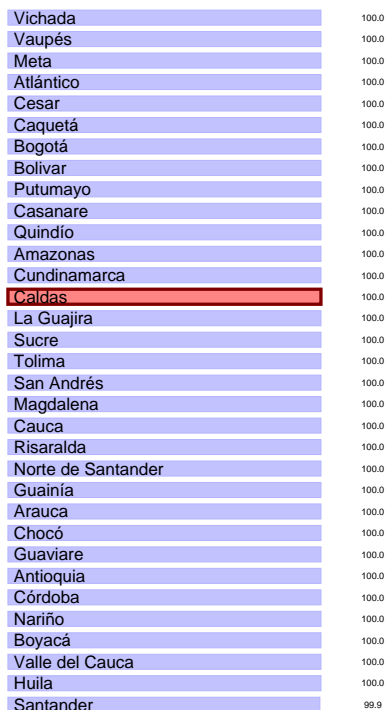 Vichada 100.0
Vaupés 100.0
Meta 100.0
Atlántico 100.0
Cesar 100.0
Caquetá 100.0
Bogotá 100.0
Bolivar 100.0
Putumayo 100.0
Casanare 100.0
Quindío 100.0
Amazonas 100.0
Cundinamarca 100.0
Caldas 100.0
La Guajira 100.0
Sucre 100.0
Tolima 100.0
San Andrés 100.0
Magdalena 100.0
Cauca 100.0
Risaralda 100.0
Norte de Santander 100.0
Guainía 100.0
Arauca 100.0
Chocó 100.0
Guaviare 100.0
Antioquia 100.0
Córdoba 100.0
Nariño 100.0
Boyacá 100.0
Valle del Cauca 100.0
Huila 100.0
Santander 99.9